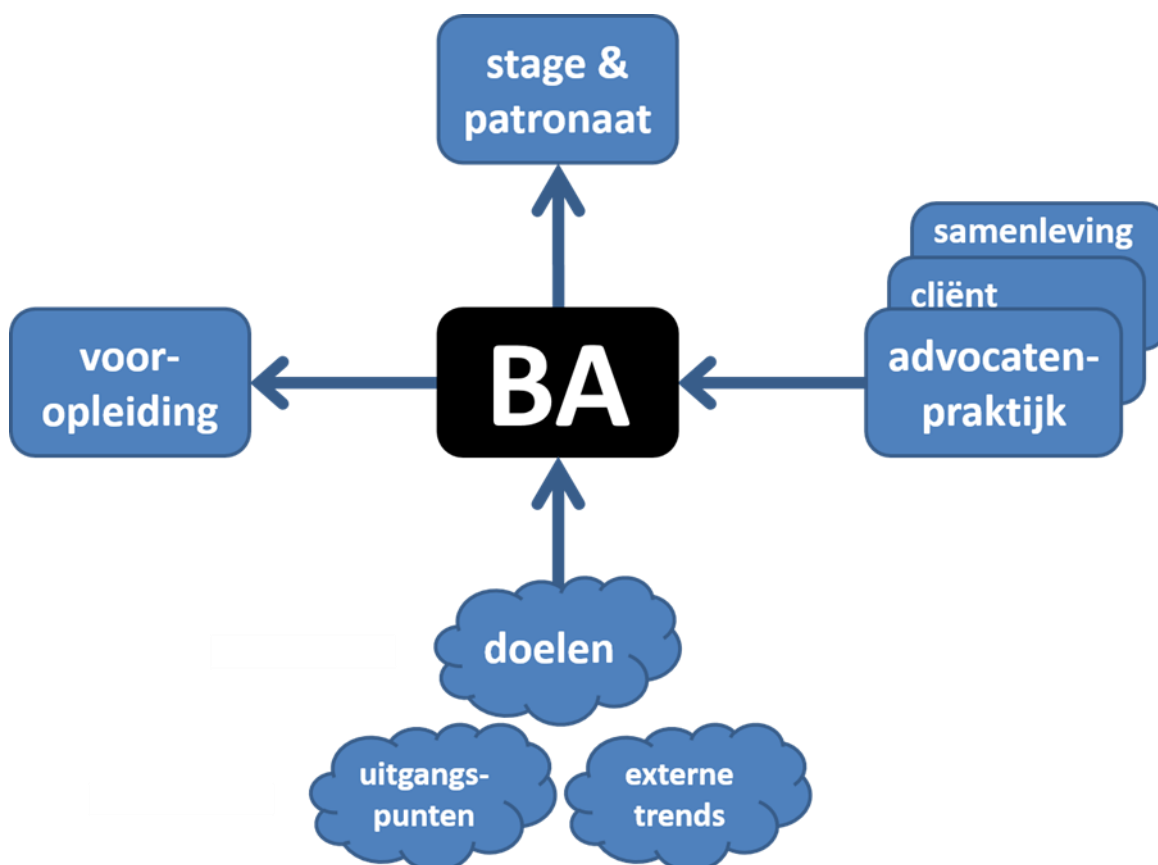 stage &
patronaat
samenleving
cliënt
advocaten-
praktijk
voor-
opleiding
BA
doelen
uitgangs-
punten
externe
trends